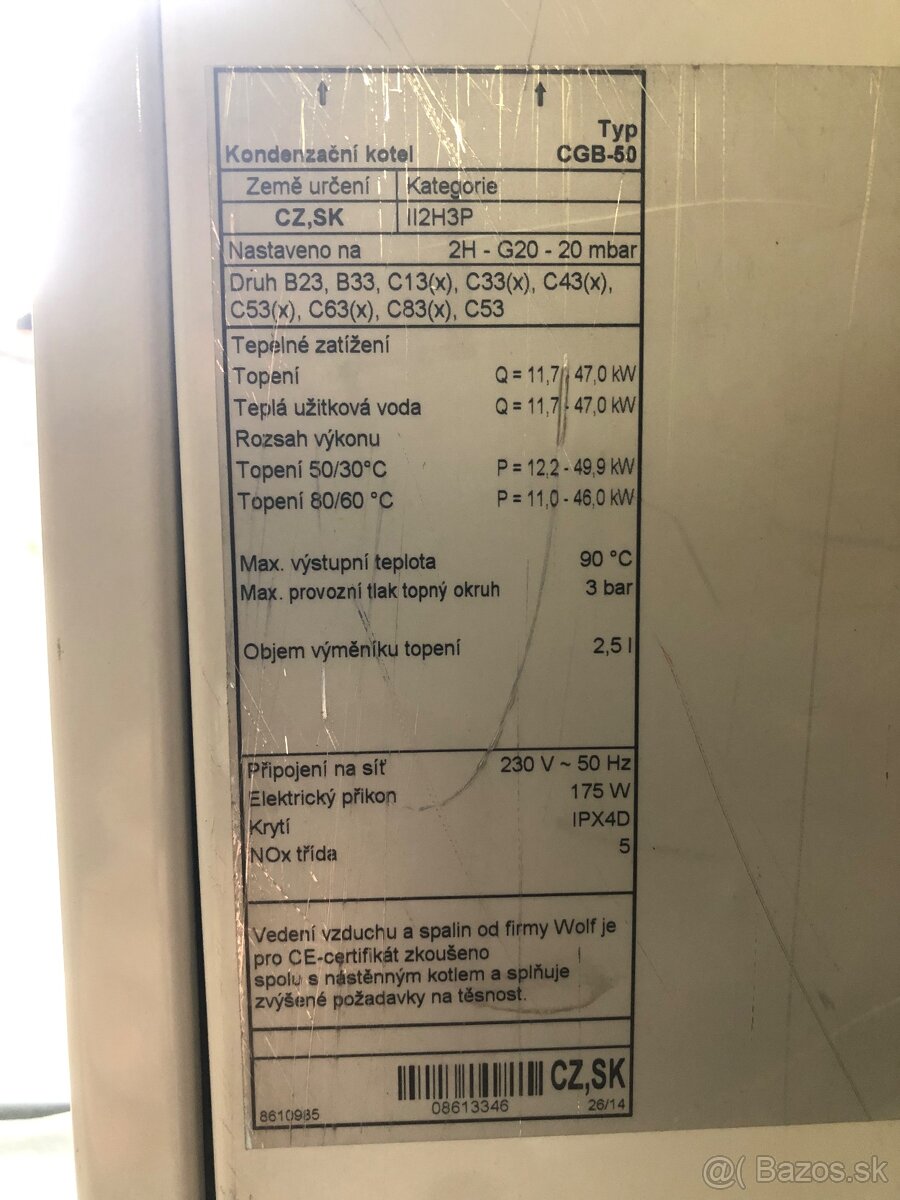 Typ
Kondenzační kotel CGB-50
Země určení Kategorie
CZ,SK II2H3P
Nastaveno na 2H - G20 - 20 mbar
Druh B23, B33, C13(x), C33(x), C43(x),
C53(x), C63(x), C83(x), C53
Tepelné zatížení
Topení Q = 11,7 - 47,0 kW
Teplá užitková voda Q = 11,7 - 47,0 kW
Rozsah výkonu
Topení 50/30°C P = 12,2 - 49,9 kW
Topení 80/60 °C P = 11,0 - 46,0 kW
Max. výstupní teplota 90 °C
Max. provozní tlak topný okruh 3 bar
Objem výměníku topení 2,5 l
Připojení na síť 230 V ~ 50 Hz
Elektrický přikon 175 W
Krytí IPX4D
NOx třída 5
Vedení vzduchu a spalin od firmy Wolf je
pro CE-certifikát zkoušeno
spolu s nástěnným kotlem a splňuje
zvýšené požadavky na těsnost.
CZ,SK
8610985 08613346 26/14
@( Bazos.sk